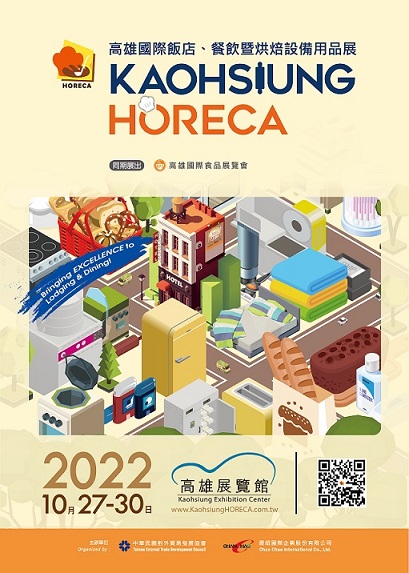 高雄國際飯店、餐飲暨烘焙設備用品展
HORECA
KAOHSIUNG
HORECA
同期展出
高雄國際食品展覽會
Bringing EXCELLENCE to
Lodging & Dining!
HOTEL
2022
10月27-30日
高雄展覽館
Kaohsiung Exhibition Center
www.KaohsiungHORECA.com.tw
主辦單位
Organized by :
中華民國對外貿易發展協會
Taiwan External Trade Development Council
CHAN CHAO
展昭國際企業股份有限公司
Chan Chao International Co., Ltd.